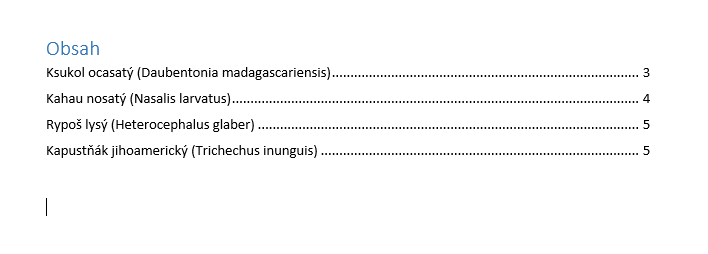 Obsah
Ksukol ocasatý (Daubentonia madagascariensis)................................................................................... 3
Kahau nosatý (Nasalis larvatus)............................................................................................................. 4
Rypoš lysý (Heterocephalus glaber) ...................................................................................................... 5
Kapustňák jihoamerický (Trichechus inunguis) ..................................................................................... 5